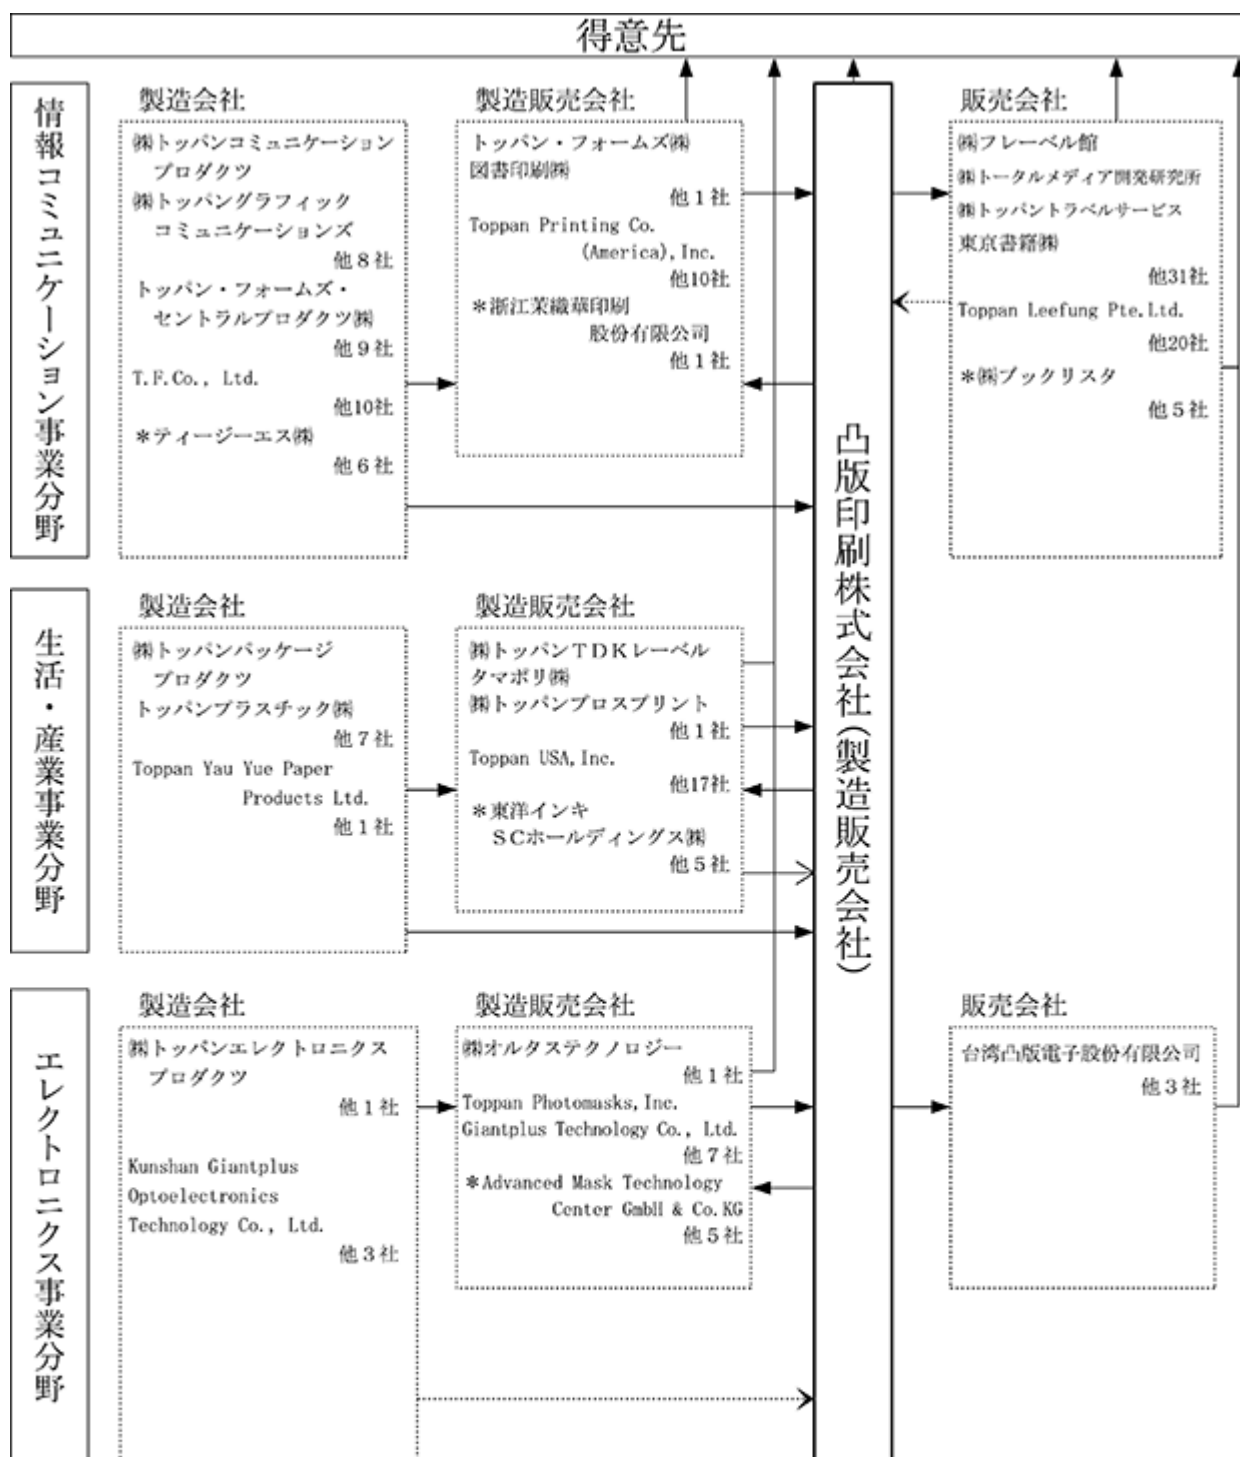 得意先
情報コミュニケーション事業分野
製造会社
㈱トッパンコミュニケーション
プロダクツ
㈱トッパングラフィック
コミュニケーションズ
他8社
トッパン・フォームズ・
セントラルプロダクツ㈱
他9社
T.F.Co., Ltd.
他10社
＊ティージーエス㈱
他6社
製造販売会社
トッパン・フォームズ㈱
図書印刷㈱
他1社
Toppan Printing Co.
(America),Inc.
他10社
＊浙江茉織華印刷
股份有限公司
他1社
凸版印刷株式会社(製造販売会社)
販売会社
㈱フレーベル館
㈱トータルメディア開発研究所
㈱トッパントラベルサービス
東京書籍㈱
他31社
Toppan Leefung Pte.Ltd.
他20社
＊㈱ブックリスタ
他5社
生活・産業事業分野
製造会社
㈱トッパンパッケージ
プロダクツ
トッパンプラスチック㈱
他7社
Toppan Yau Yue Paper
Products Ltd.
他1社
製造販売会社
㈱トッパンTDKレーベル
タマポリ㈱
㈱トッパンプロスプリント
他1社
Toppan USA,Inc.
他17社
＊東洋インキ
SCホールディングス㈱
他5社
エレクトロニクス事業分野
製造会社
㈱トッパンエレクトロニクス
プロダクツ
他1社
Kunshan Giantplus
Optoelectronics
Technology Co., Ltd.
他3社
製造販売会社
㈱オルタステクノロジー
他1社
Toppan Photomasks,Inc.
Giantplus Technology Co., Ltd.
他7社
＊Advanced Mask Technology
Center GmbH & Co.KG
他5社
販売会社
台湾凸版電子股份有限公司
他3社